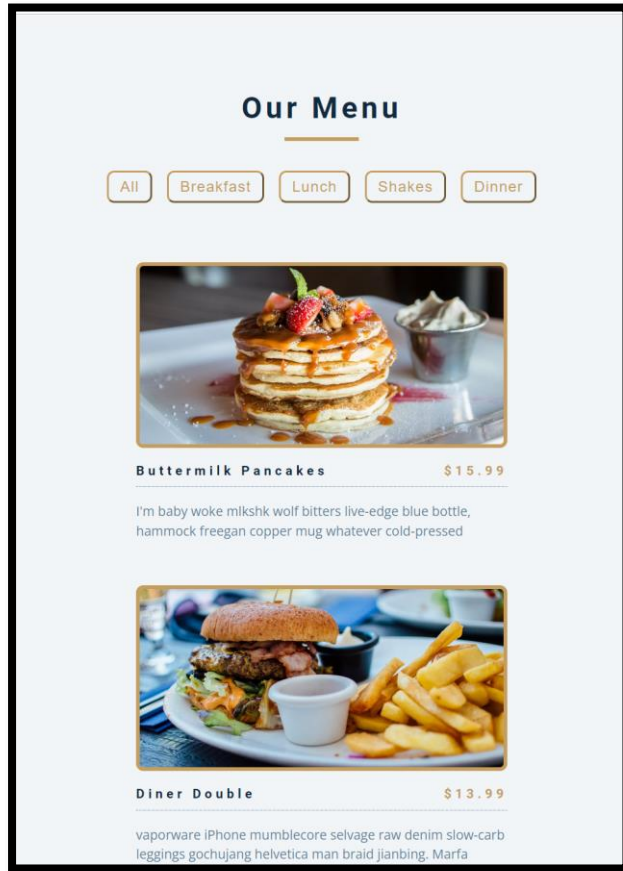 Our Menu
All Breakfast Lunch Shakes Dinner
Buttermilk Pancakes $15.99
I'm baby woke mlkshk wolf bitters live-edge blue bottle,
hammock freegan copper mug whatever cold-pressed
Diner Double $13.99
vaporware iPhone mumblecore selvage raw denim slow-carb
leggings gochujang helvetica man braid jianbing. Marfa